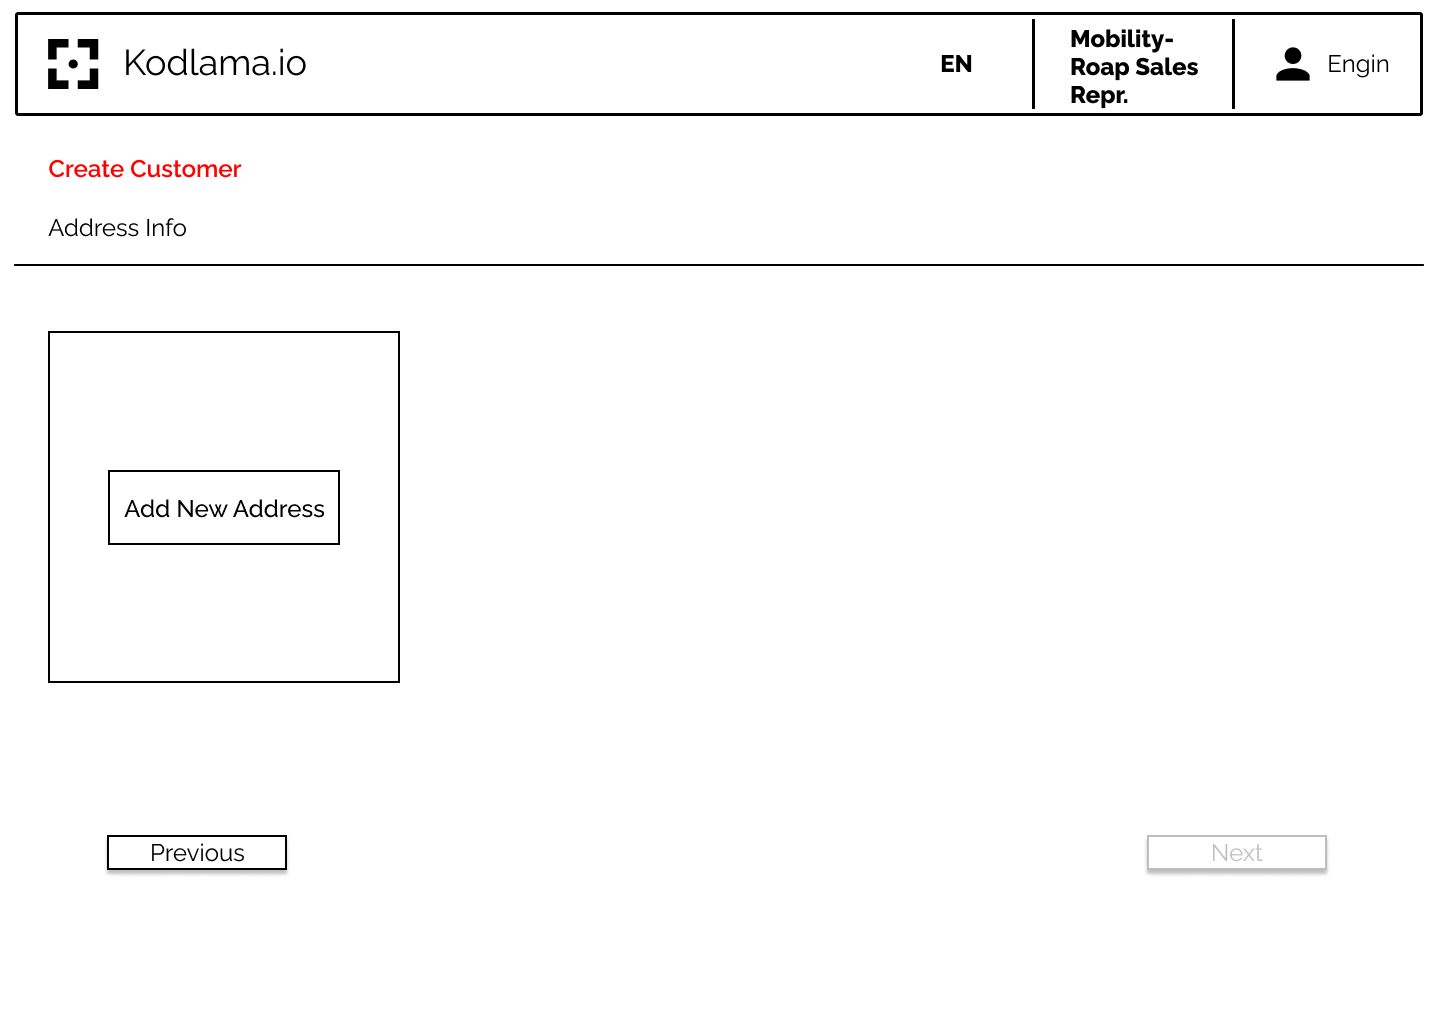 Kodlama.io
EN
Mobility-
Roap Sales
Repr.
Engin
Create Customer
Address Info
Add New Address
Previous
Next